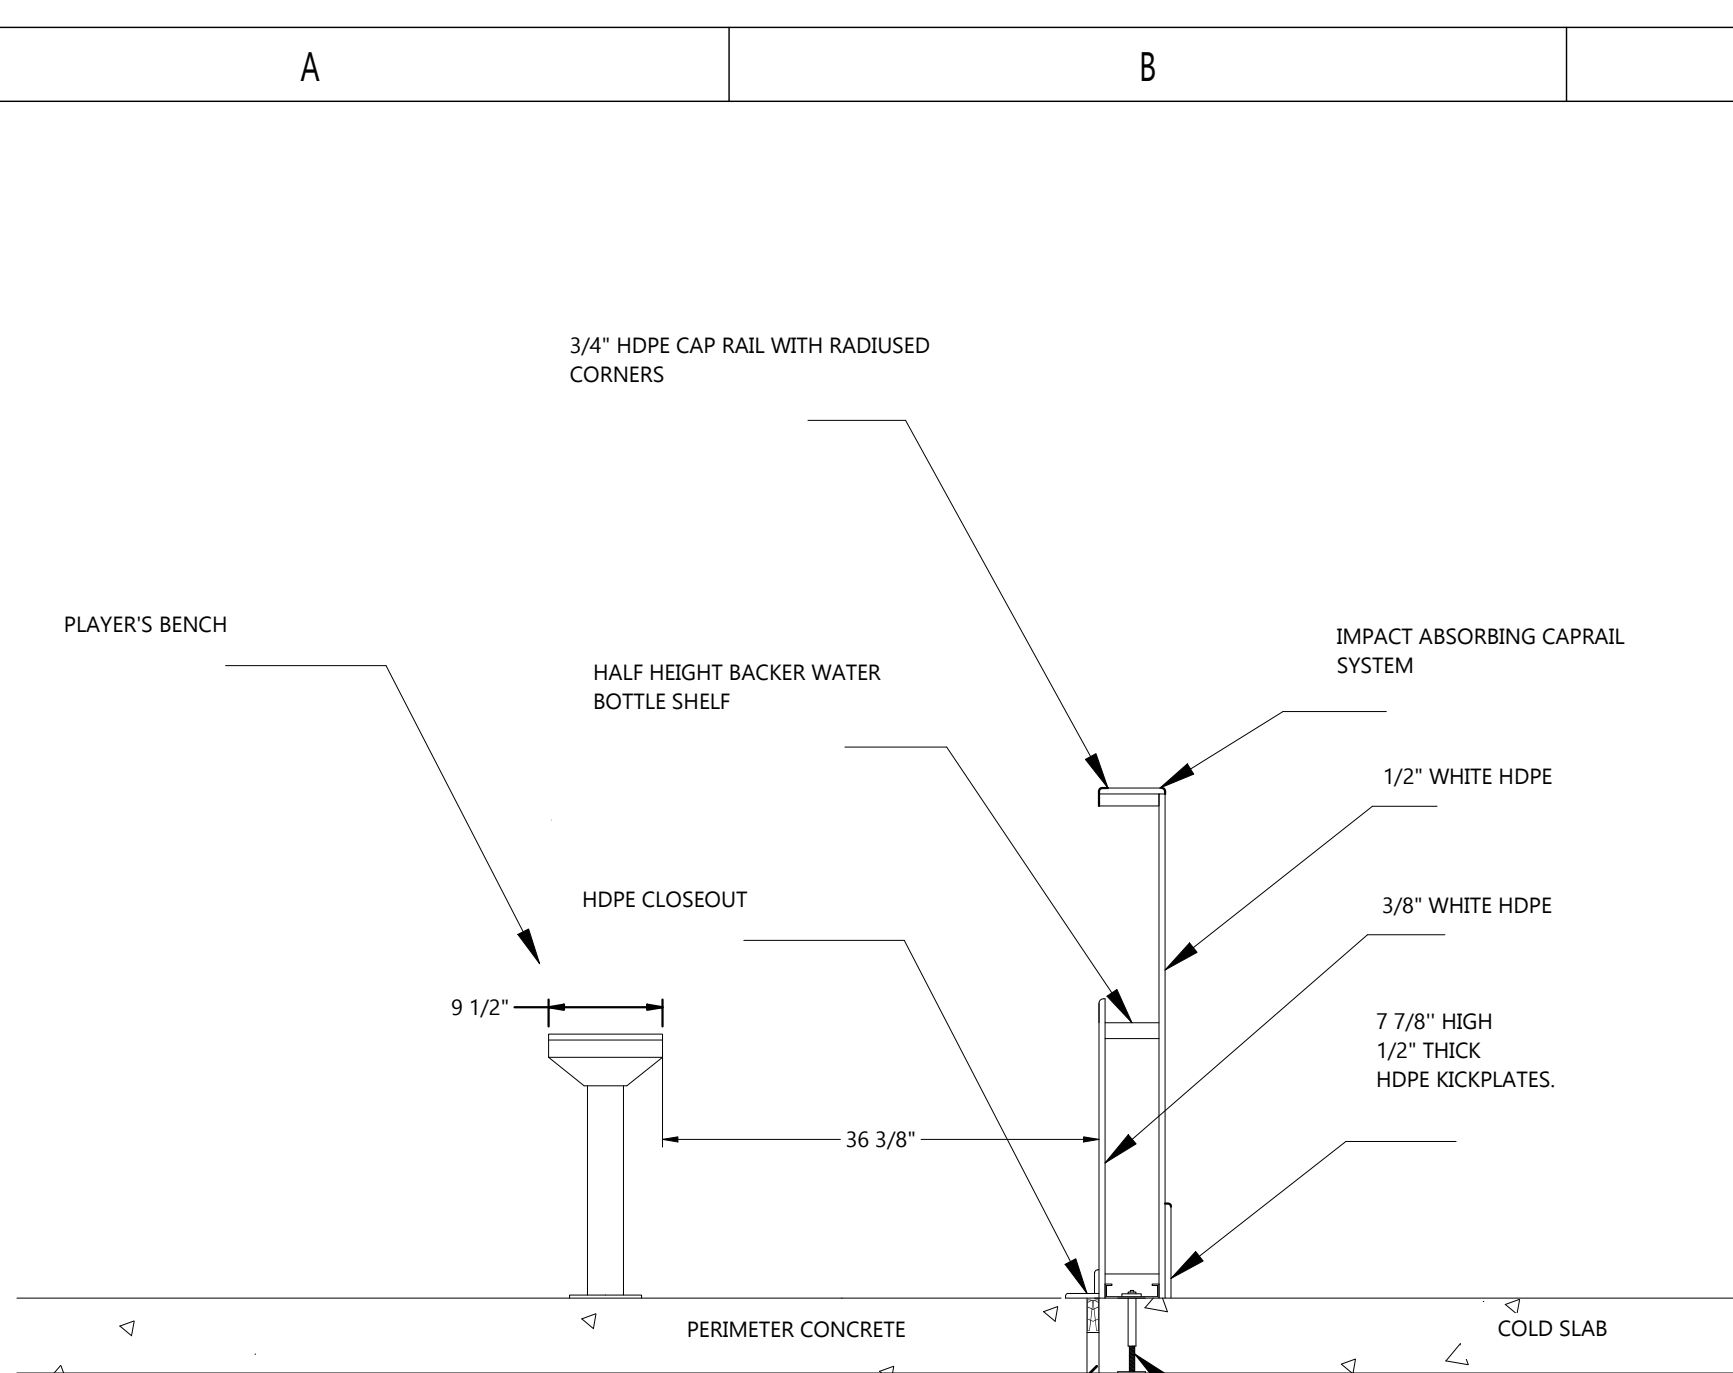 A
B
3/4" HDPE CAP RAIL WITH RADIUSED
CORNERS
PLAYER'S BENCH
HALF HEIGHT BACKER WATER
BOTTLE SHELF
IMPACT ABSORBING CAPRAIL
SYSTEM
1/2" WHITE HDPE
HDPE CLOSEOUT
3/8" WHITE HDPE
9 1/2"
7 7/8'' HIGH
1/2" THICK
HDPE KICKPLATES.
36 3/8"
PERIMETER CONCRETE
COLD SLAB